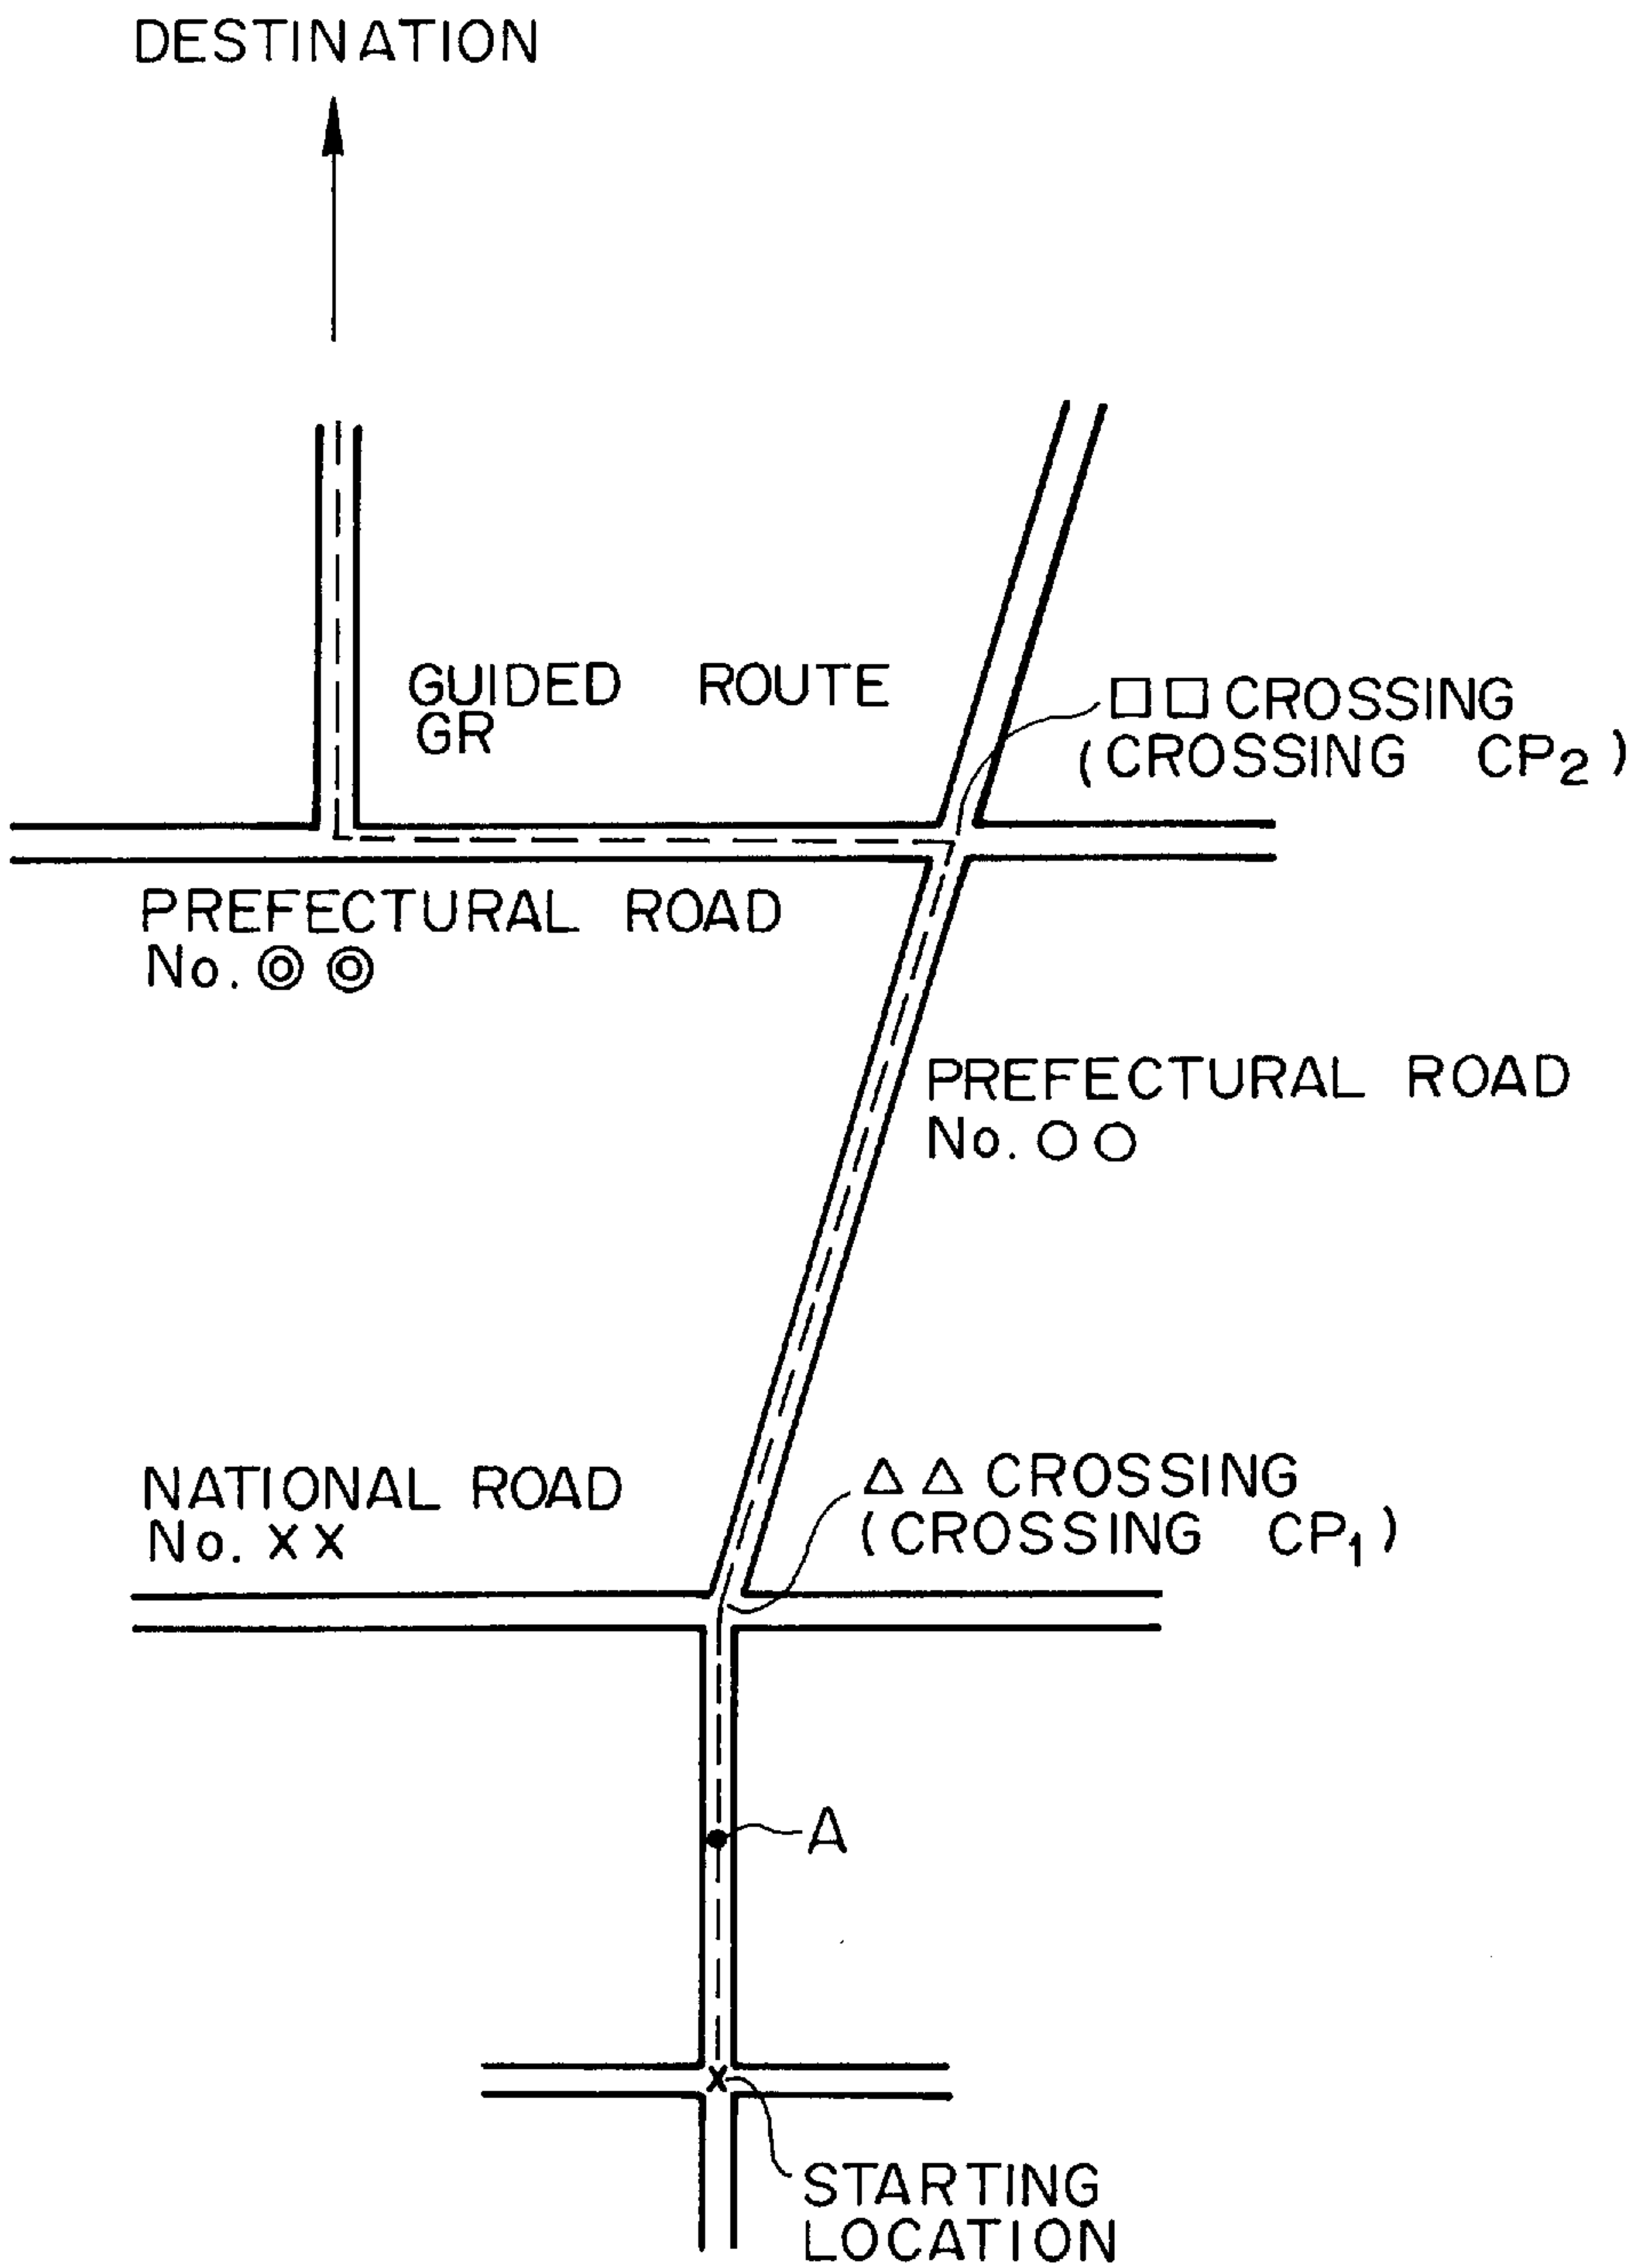 DESTINATION
GUIDED ROUTE
GR
□□ CROSSING
(CROSSING CP₂)
PREFECTURAL ROAD
No. ◎◎
PREFECTURAL ROAD
No. ○○
NATIONAL ROAD
No. XX
△△ CROSSING
(CROSSING CP₁)
A
X
STARTING
LOCATION